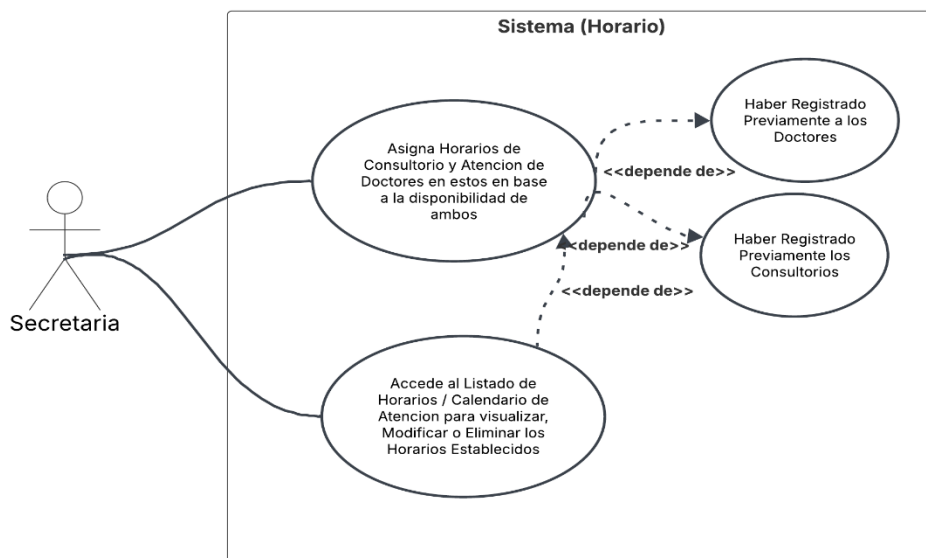 Sistema (Horario)
Haber Registrado
Previamente a los
Doctores
Asigna Horarios de
Consultorio y Atencion de
Doctores en estos en base
a la disponibilidad de
ambos
<<depende de>>
Haber Registrado
Previamente los
Consultorios
<<depende de>>
<<depende de>>
Secretaria
Accede al Listado de
Horarios / Calendario de
Atencion para visualizar,
Modificar o Eliminar los
Horarios Establecidos